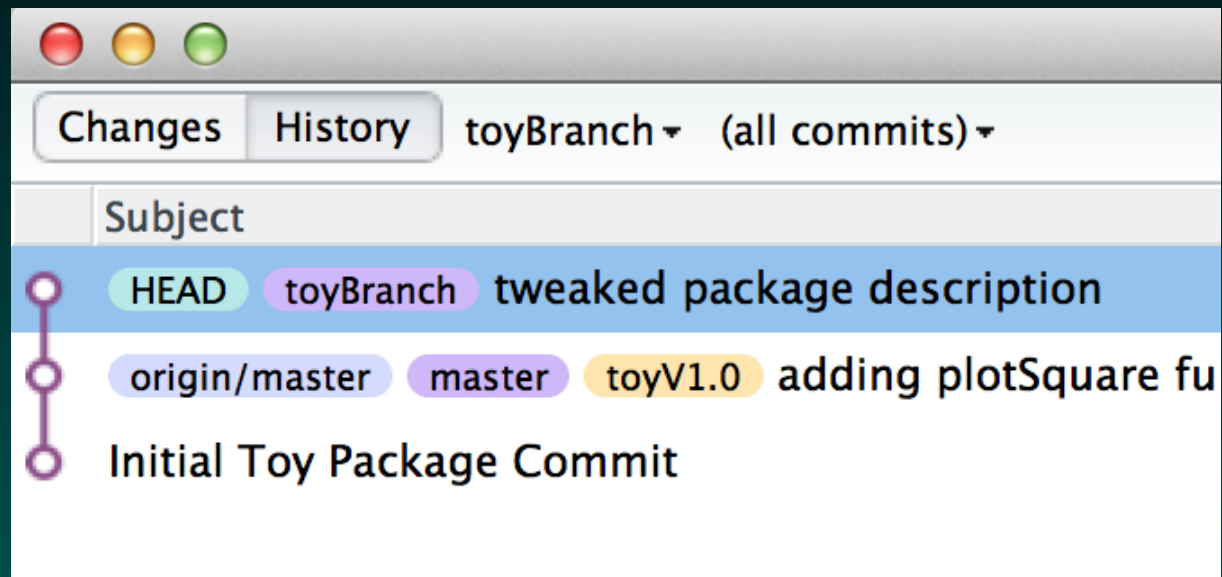 Changes History toyBranch (all commits)
Subject
HEAD toyBranch tweaked package description
origin/master master toyV1.0 adding plotSquare fu
Initial Toy Package Commit